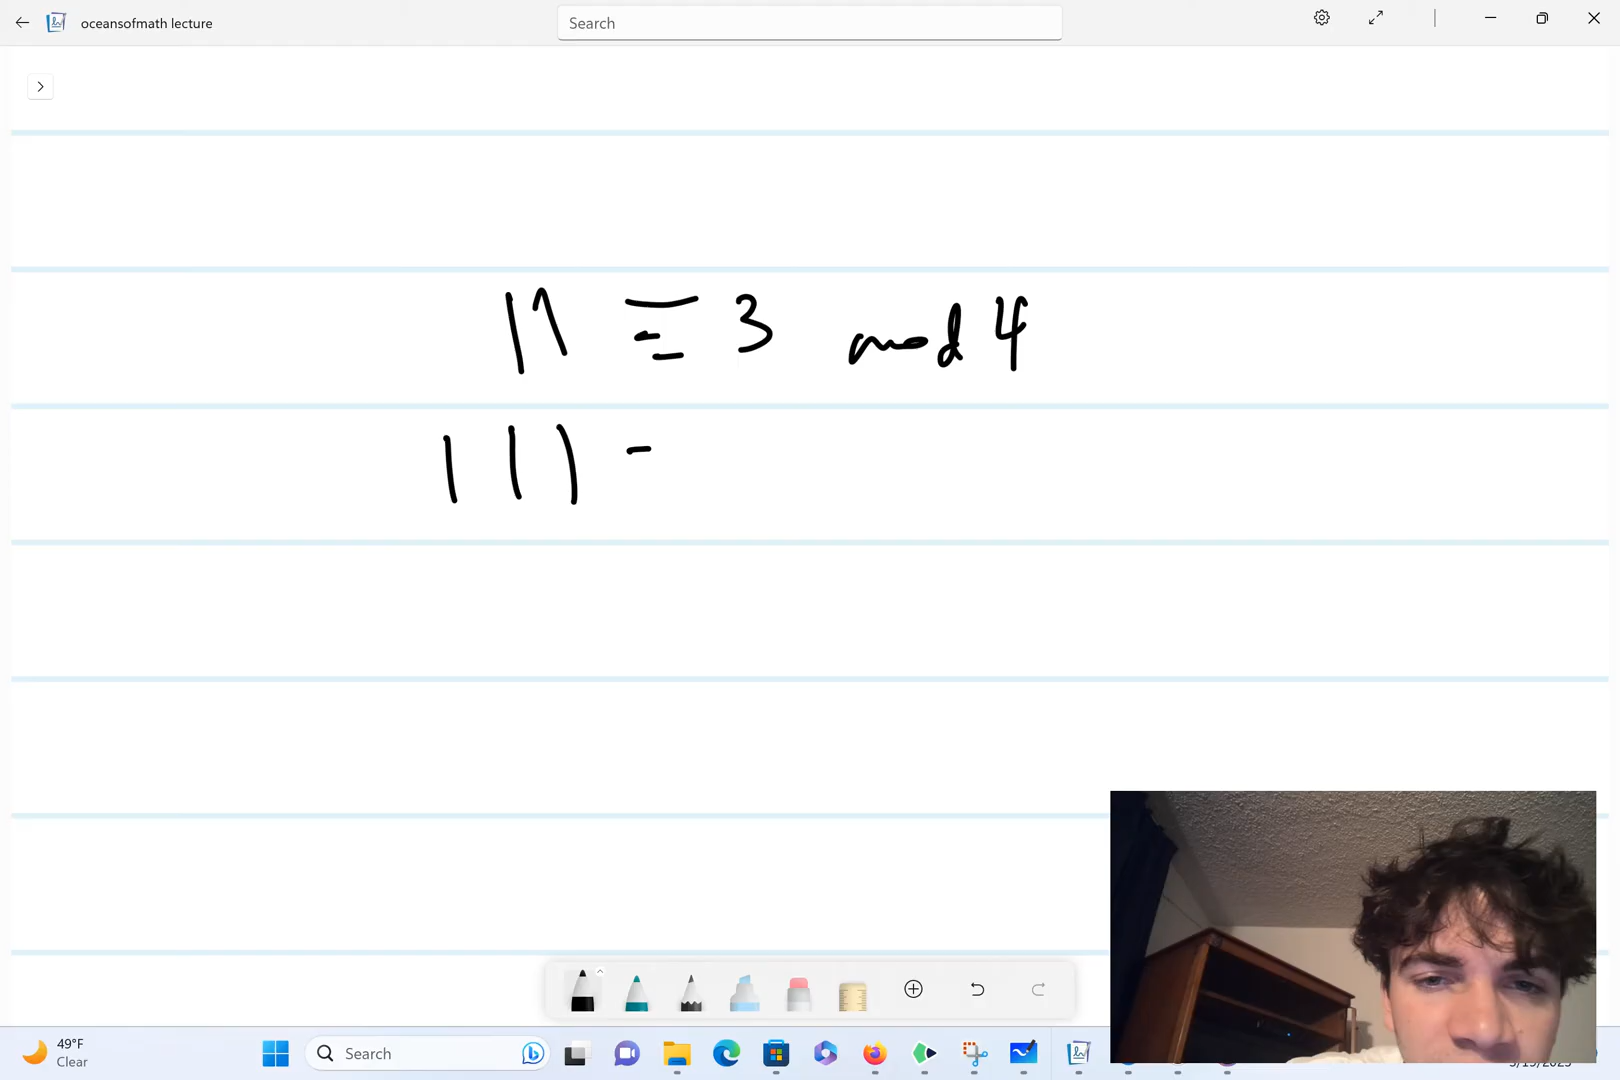 oceansofmath lecture
Search
11 ≡ 3 mod 4
111 -
49°F
Clear
Search